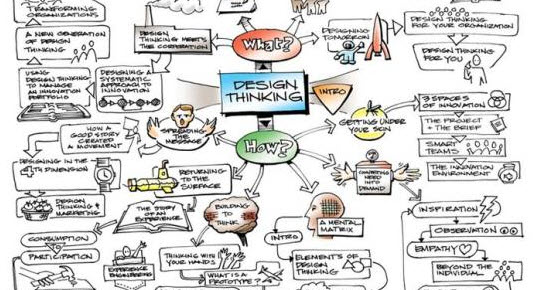 TRANSFORMING
ORGANIZATIONS
A NEW GENERATION
OF DESIGN
THINKING
USING
DESIGN THINKING
TO MANAGE
AN INNOVATION
PORTFOLIO
DESIGN
THINKING MEETS
THE CORPORATION
DESIGNING A
SYSTEMATIC
APPROACH TO
INNOVATION
What?
DESIGN
THINKING
INTRO
How?
DESIGNING
TOMORROW
DESIGN THINKING
FOR YOUR ORGANIZATION
DESIGN THINKING
FOR YOU
SPREADING
THE
MESSAGE
HOW A
GOOD STORY
CREATED
A MOVEMENT
DESIGNING IN THE
4TH DIMENSION
DESIGN
THINKING &
MARKETING
RETURNING
TO THE
SURFACE
THE STORY
OF AN
EXPERIENCE
CONSUMPTION
PARTICIPATION
EXPERIENCE
ENGINEERING
BUILDING
TO
THINK
THINKING WITH
YOUR HANDS
WHAT IS A
PROTOTYPE?
A MENTAL
MATRIX
INTRO
ELEMENTS OF
DESIGN
THINKING
GETTING UNDER
YOUR SKIN
3 SPACES
OF INNOVATION
THE PROJECT
+ THE BRIEF
SMART
TEAMS
THE INNOVATION
ENVIRONMENT
CONVERTING
NEED
INTO
DEMAND
INSPIRATION
OBSERVATION
EMPATHY
BEYOND THE
INDIVIDUAL